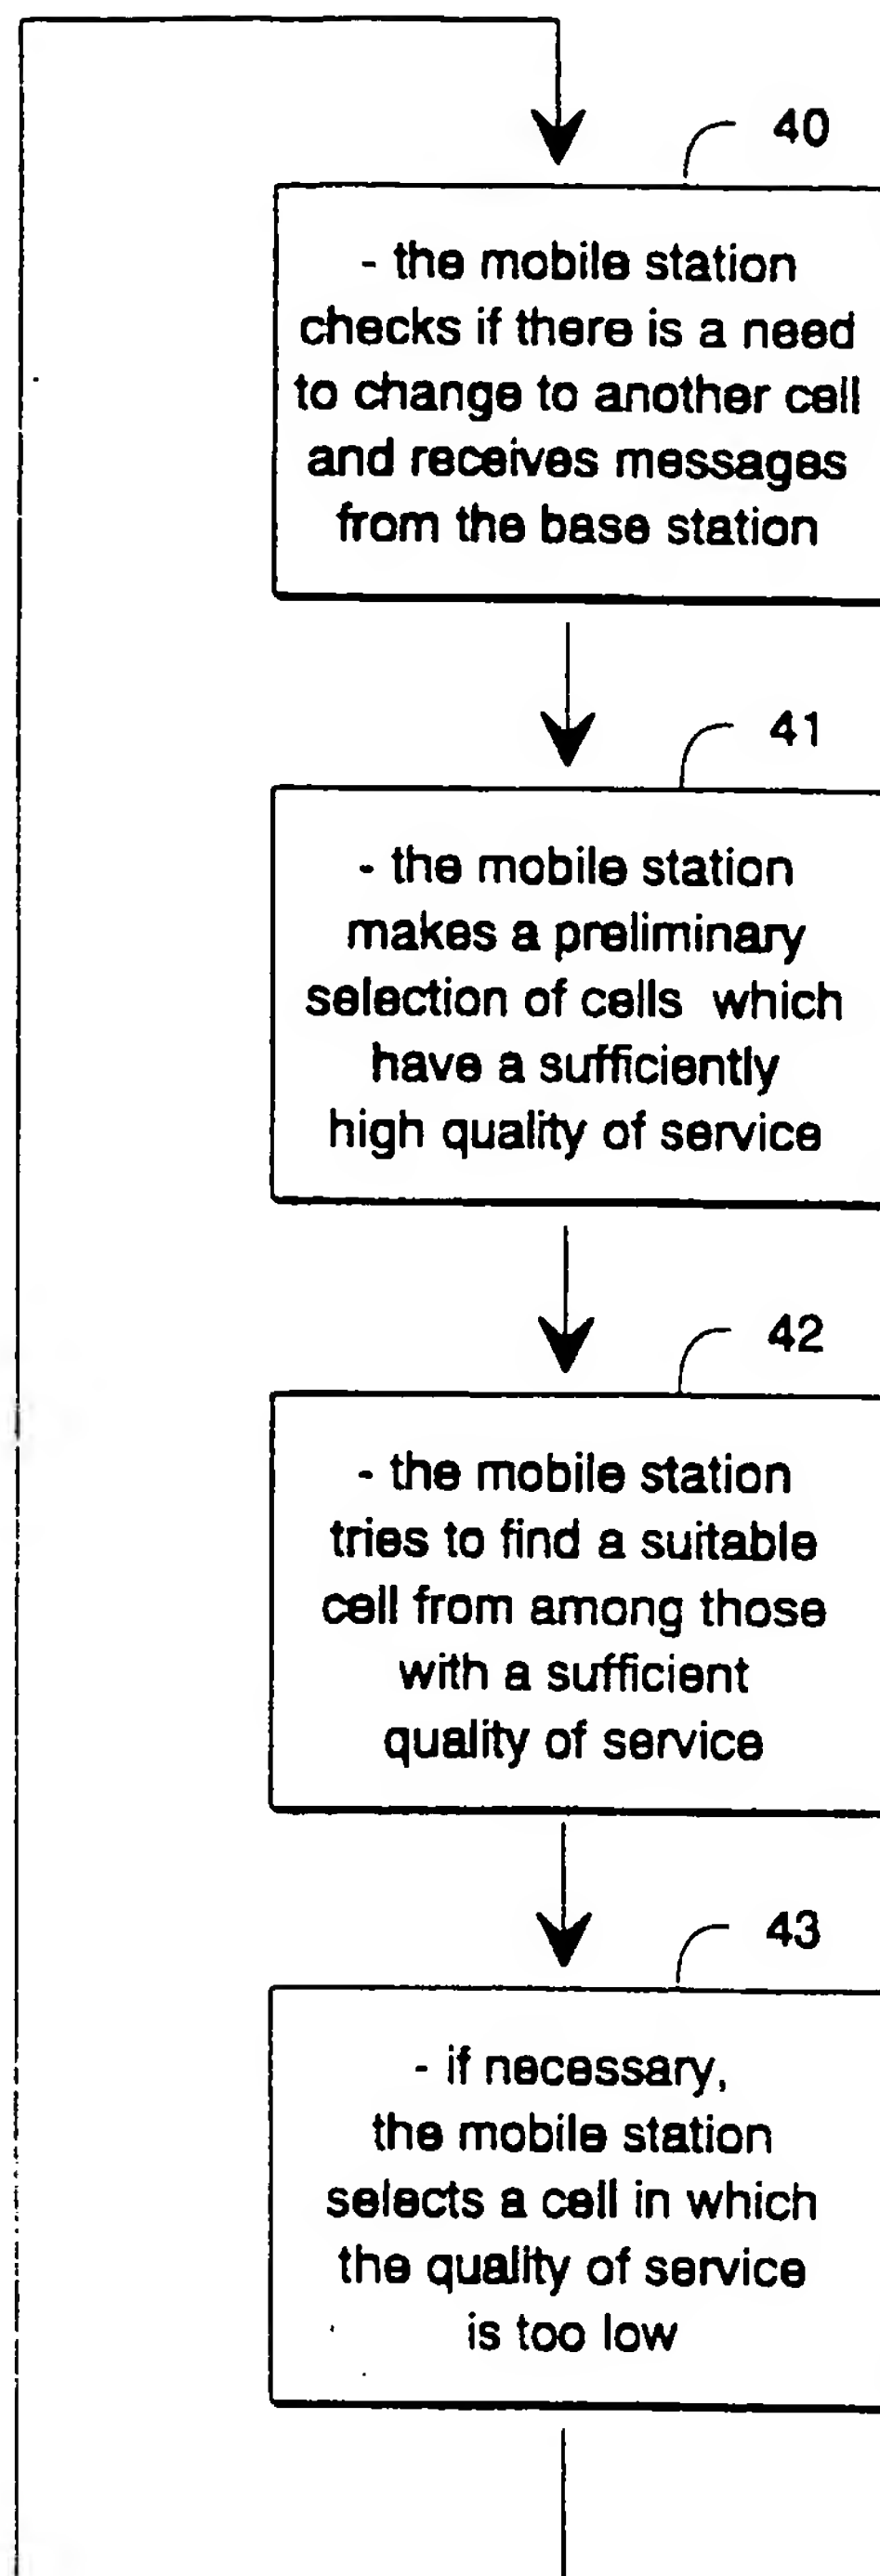 40
- the mobile station
checks if there is a need
to change to another cell
and receives messages
from the base station
41
- the mobile station
makes a preliminary
selection of cells which
have a sufficiently
high quality of service
42
- the mobile station
tries to find a suitable
cell from among those
with a sufficient
quality of service
43
- if necessary,
the mobile station
selects a cell in which
the quality of service
is too low